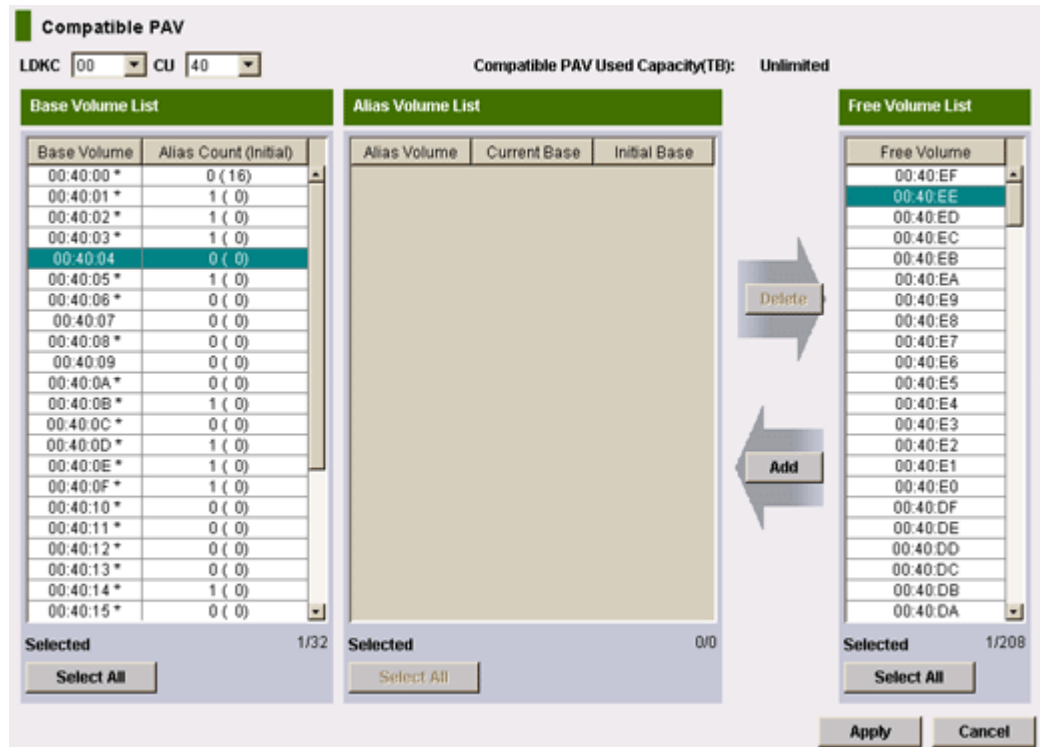 Compatible PAV
LDKC 00 CU 40 Compatible PAV Used Capacity(TB): Unlimited
Base Volume List
Base Volume Alias Count (Initial)
00:40:00 * 0 ( 16)
00:40:01 * 1 ( 0)
00:40:02 * 1 ( 0)
00:40:03 * 1 ( 0)
00:40:04 0 ( 0)
00:40:05 * 1 ( 0)
00:40:06 * 0 ( 0)
00:40:07 0 ( 0)
00:40:08 * 0 ( 0)
00:40:09 0 ( 0)
00:40:0A * 0 ( 0)
00:40:0B * 1 ( 0)
00:40:0C * 0 ( 0)
00:40:0D * 1 ( 0)
00:40:0E * 1 ( 0)
00:40:0F * 1 ( 0)
00:40:10 * 0 ( 0)
00:40:11 * 0 ( 0)
00:40:12 * 0 ( 0)
00:40:13 * 0 ( 0)
00:40:14 * 1 ( 0)
00:40:15 * 0 ( 0)
Selected 1/32
Select All
Alias Volume List
Alias Volume Current Base Initial Base
Selected 0/0
Select All
Delete
Add
Free Volume List
Free Volume
00:40:EF
00:40:EE
00:40:ED
00:40:EC
00:40:EB
00:40:EA
00:40:E9
00:40:E8
00:40:E7
00:40:E6
00:40:E5
00:40:E4
00:40:E3
00:40:E2
00:40:E1
00:40:E0
00:40:DF
00:40:DE
00:40:DD
00:40:DC
00:40:DB
00:40:DA
Selected 1/208
Select All
Apply Cancel